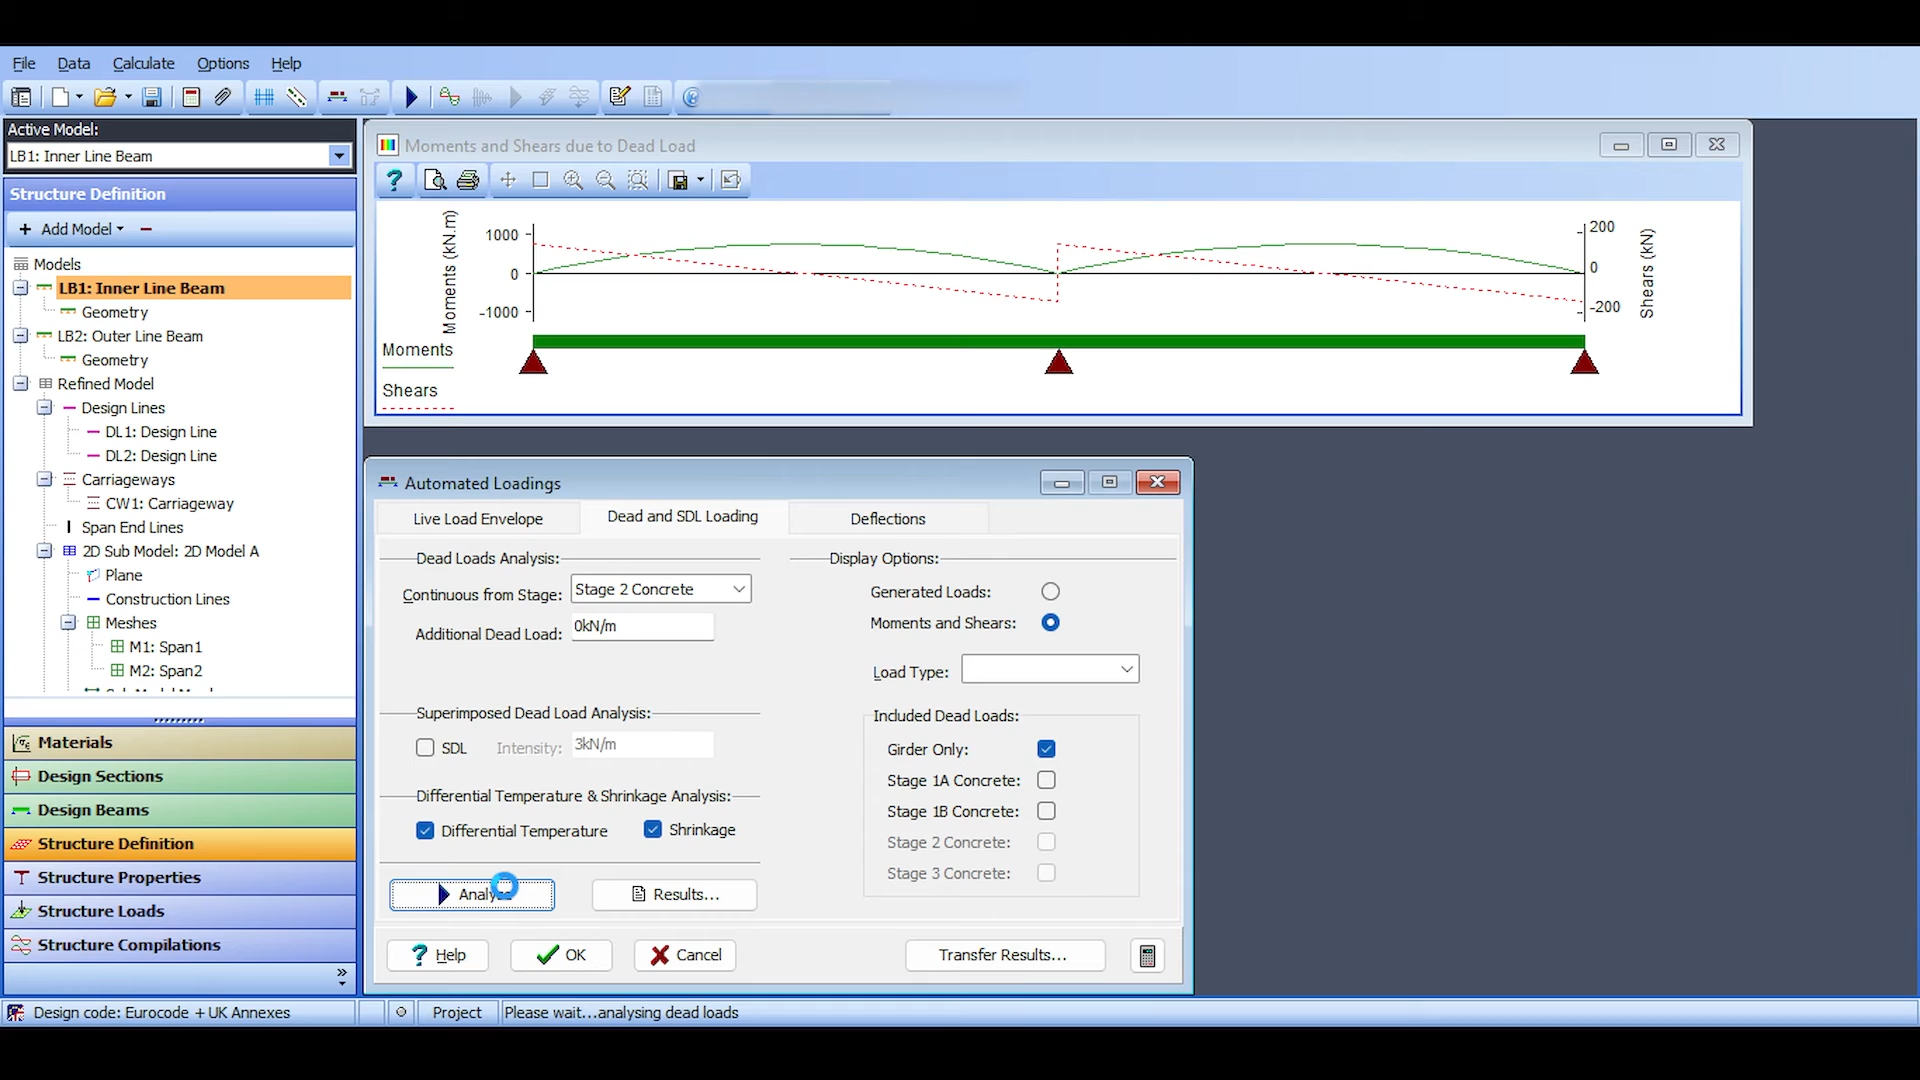 File Data Calculate Options Help
Active Model:
LB1: Inner Line Beam
Structure Definition
Add Model
Models
LB1: Inner Line Beam
Geometry
LB2: Outer Line Beam
Geometry
Refined Model
Design Lines
DL1: Design Line
DL2: Design Line
Carriageways
CW1: Carriageway
Span End Lines
2D Sub Model: 2D Model A
Plane
Construction Lines
Meshes
M1: Span1
M2: Span2
Materials
Design Sections
Design Beams
Structure Definition
Structure Properties
Structure Loads
Structure Compilations
Moments and Shears due to Dead Load
Moments (kN.m)
1000
0
-1000
200
0
-200
Shears (kN)
Moments
Shears
Automated Loadings
Live Load Envelope Dead and SDL Loading Deflections
Dead Loads Analysis:
Continuous from Stage: Stage 2 Concrete
Additional Dead Load: 0kN/m
Superimposed Dead Load Analysis:
SDL Intensity: 3kN/m
Differential Temperature & Shrinkage Analysis:
Differential Temperature Shrinkage
Results...
Display Options:
Generated Loads:
Moments and Shears:
Load Type:
Included Dead Loads:
Girder Only:
Stage 1A Concrete:
Stage 1B Concrete:
Stage 2 Concrete:
Stage 3 Concrete:
Help OK Cancel Transfer Results...
Design code: Eurocode + UK Annexes Project Please wait...analysing dead loads